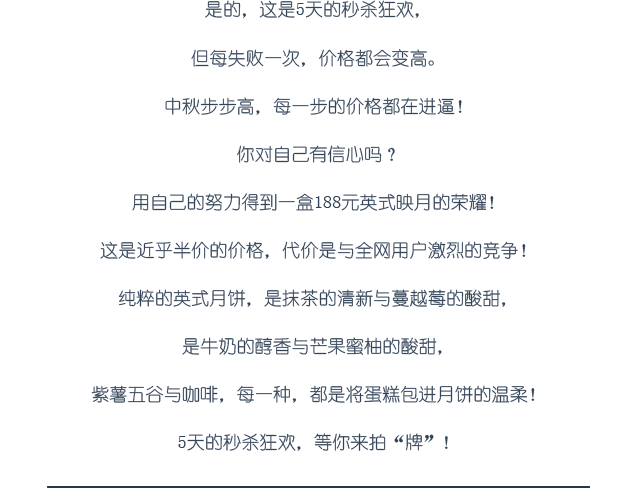 是的，这是5天的秒杀狂欢，
但每失败一次，价格都会变高。
中秋步步高，每一步的价格都在进逼！
你对自己有信心吗？
用自己的努力得到一盒188元英式映月的荣耀！
这是近乎半价的价格，代价是与全网用户激烈的竞争！
纯粹的英式月饼，是抹茶的清新与蔓越莓的酸甜，
是牛奶的醇香与芒果蜜柚的酸甜，
紫薯五谷与咖啡，每一种，都是将蛋糕包进月饼的温柔！
5天的秒杀狂欢，等你来拍“牌”！